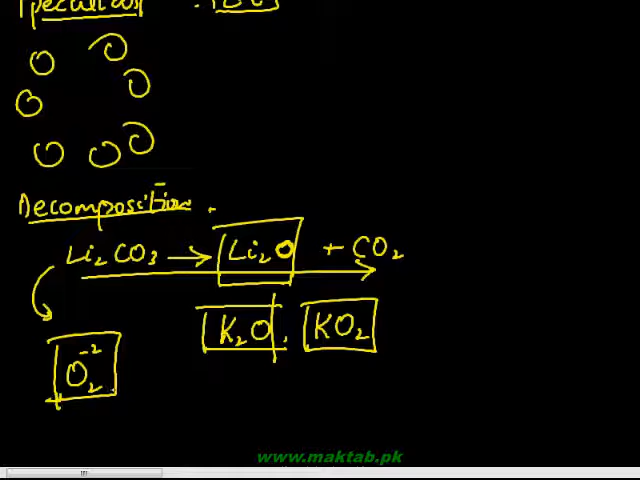 Decomposition .
Li₂CO₃ → Li₂O + CO₂
K₂O , KO₂
O₂⁻²
www.maktab.pk